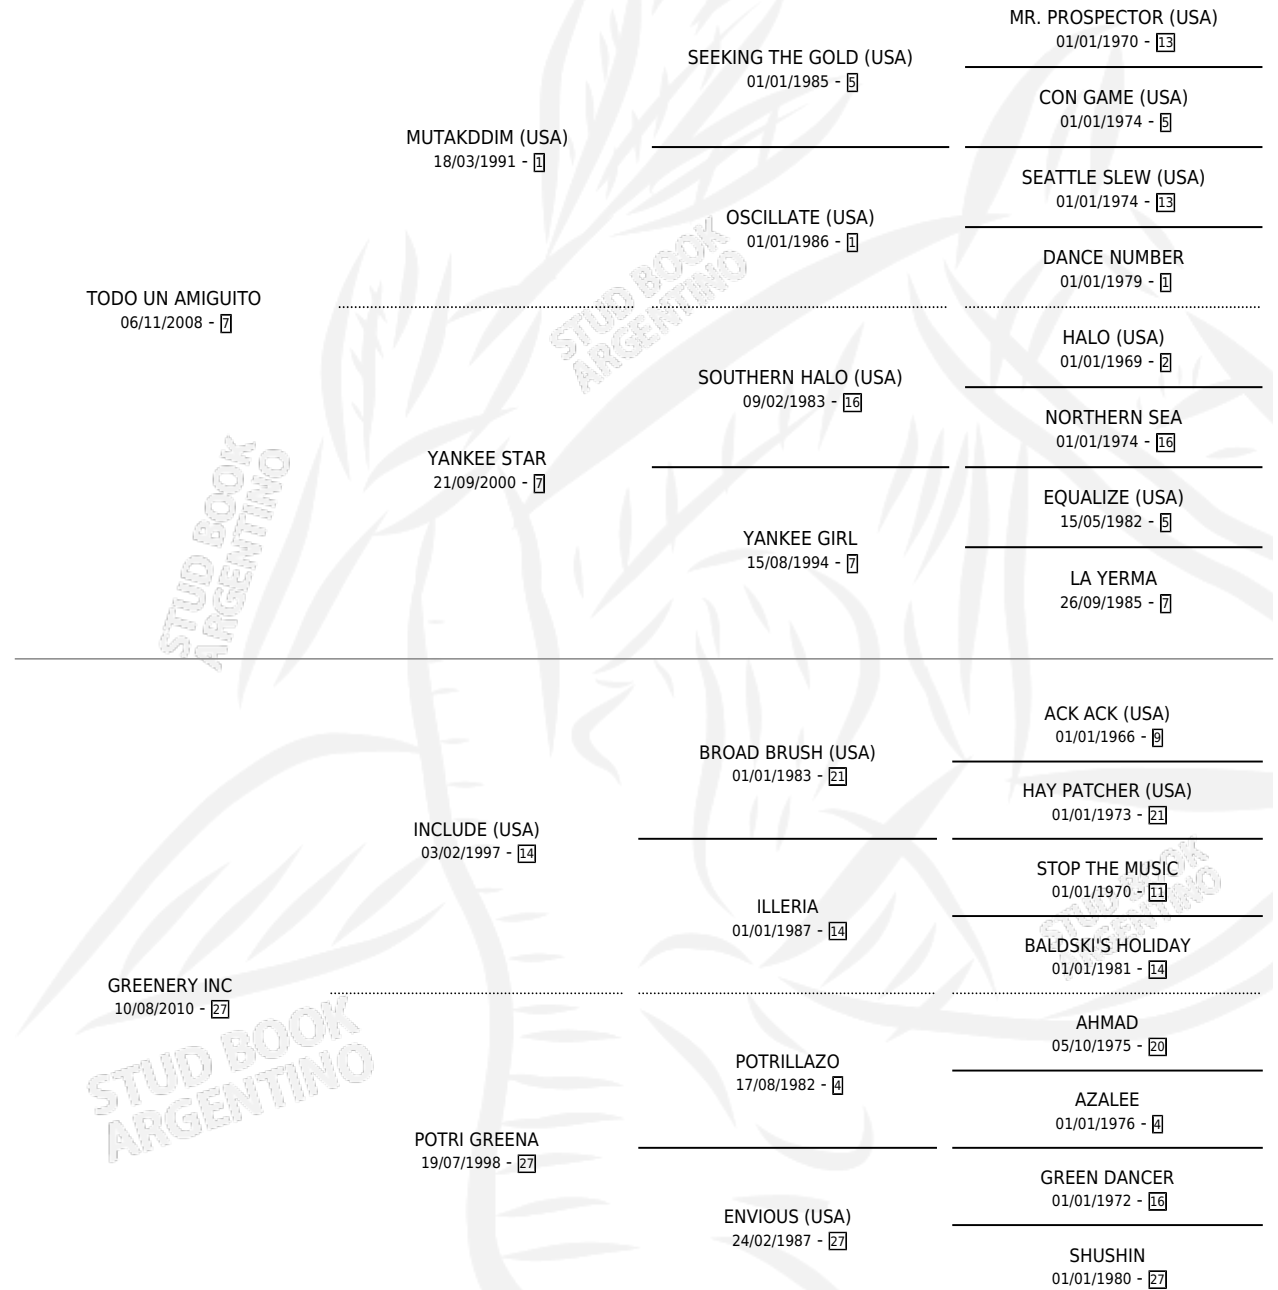 MR. PROSPECTOR (USA)
01/01/1970 - 13
SEEKING THE GOLD (USA)
01/01/1985 - 5
CON GAME (USA)
01/01/1974 - 5
MUTAKDDIM (USA)
18/03/1991 - 1
SEATTLE SLEW (USA)
01/01/1974 - 13
OSCILLATE (USA)
01/01/1986 - 1
DANCE NUMBER
01/01/1979 - 1
TODO UN AMIGUITO
06/11/2008 - 7
HALO (USA)
01/01/1969 - 2
SOUTHERN HALO (USA)
09/02/1983 - 16
NORTHERN SEA
01/01/1974 - 16
YANKEE STAR
21/09/2000 - 7
EQUALIZE (USA)
15/05/1982 - 5
YANKEE GIRL
15/08/1994 - 7
LA YERMA
26/09/1985 - 7
STUD BOOK
ARGENTINO
STUD BOOK
ARGENTINO
ACK ACK (USA)
01/01/1966 - 9
BROAD BRUSH (USA)
01/01/1983 - 21
HAY PATCHER (USA)
01/01/1973 - 21
INCLUDE (USA)
03/02/1997 - 14
STOP THE MUSIC
01/01/1970 - 11
ILLERIA
01/01/1987 - 14
BALDSKI'S HOLIDAY
01/01/1981 - 14
GREENERY INC
10/08/2010 - 27
AHMAD
05/10/1975 - 20
POTRILLAZO
17/08/1982 - 4
AZALEE
01/01/1976 - 4
POTRI GREENA
19/07/1998 - 27
GREEN DANCER
01/01/1972 - 16
ENVIOUS (USA)
24/02/1987 - 27
SHUSHIN
01/01/1980 - 27
STUD BOOK
ARGENTINO
STUD BOOK
ARGENTINO